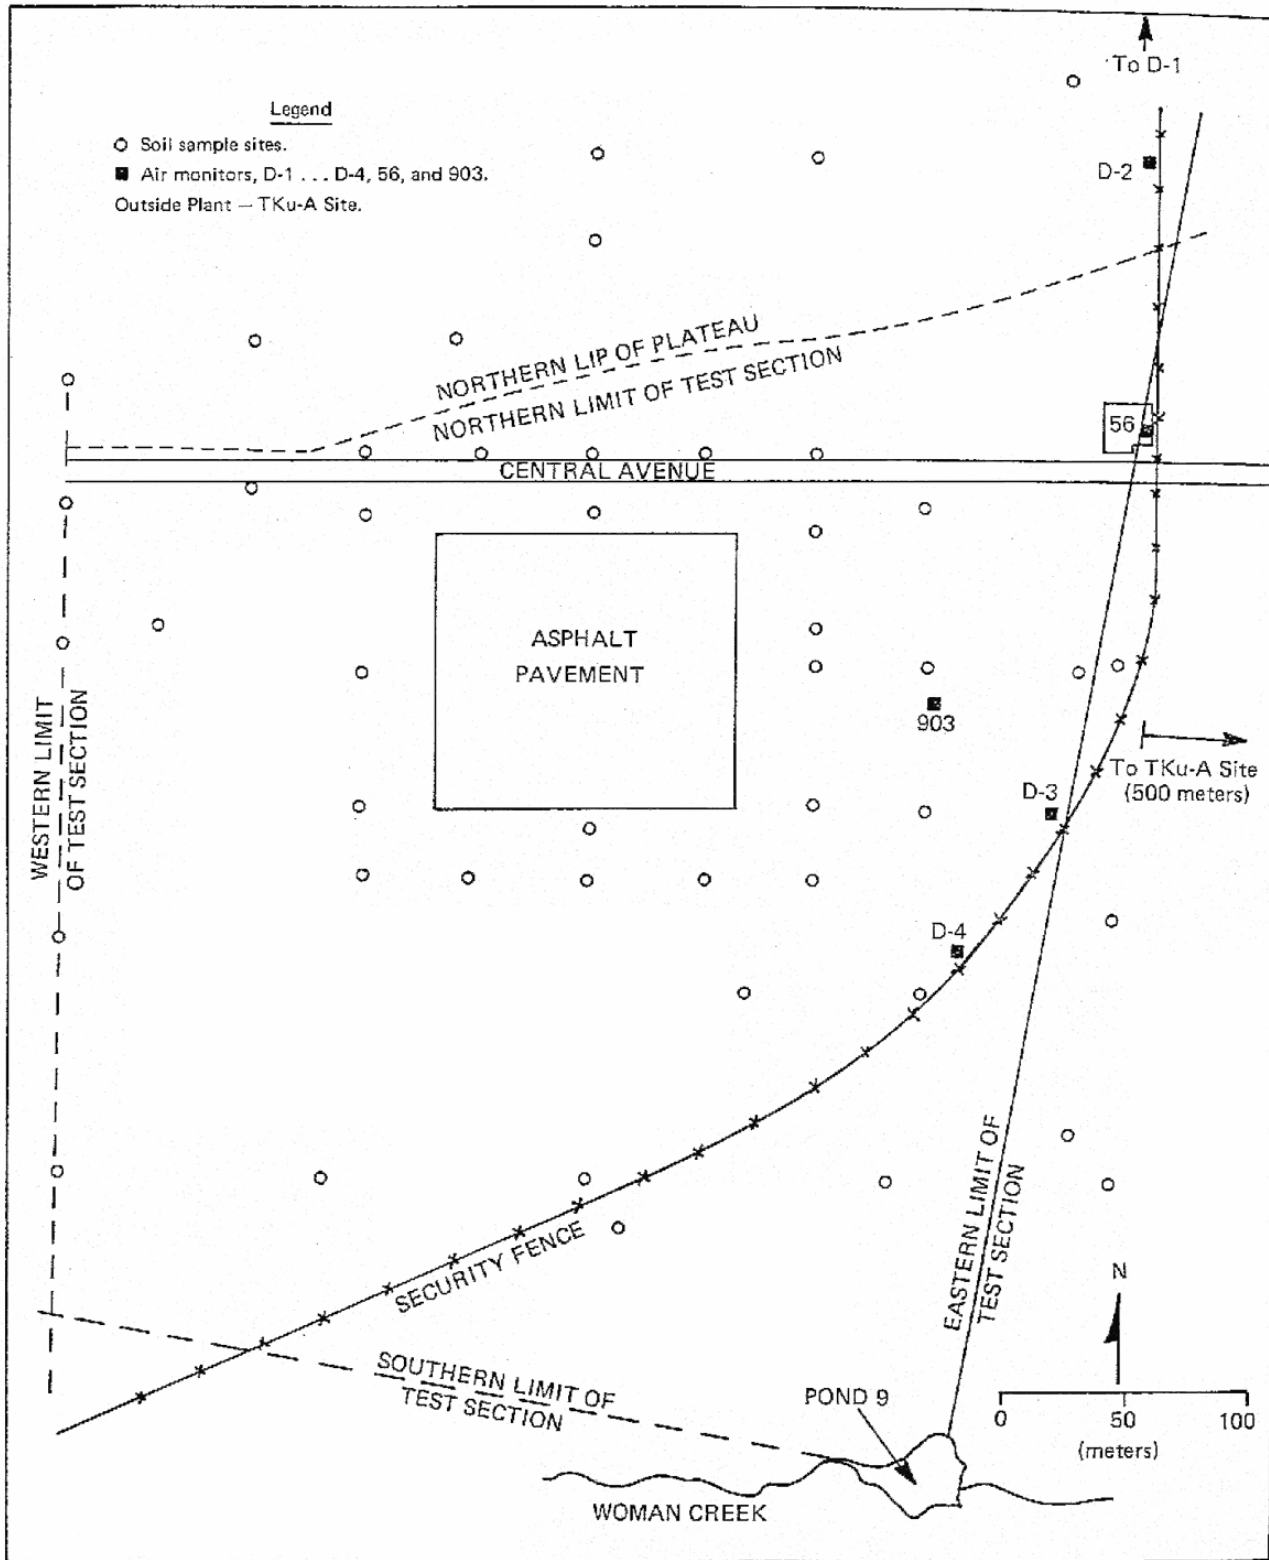 To D-1
Legend
Soil sample sites.
Air monitors, D-1 . . . D-4, 56, and 903.
Outside Plant — TKu-A Site.
D-2
NORTHERN LIP OF PLATEAU
NORTHERN LIMIT OF TEST SECTION
56
CENTRAL AVENUE
ASPHALT
PAVEMENT
WESTERN LIMIT
OF TEST SECTION
903
To TKu-A Site
(500 meters)
D-3
D-4
EASTERN LIMIT OF
TEST SECTION
SECURITY FENCE
N
SOUTHERN LIMIT OF
TEST SECTION
POND 9
0 50 100
(meters)
WOMAN CREEK